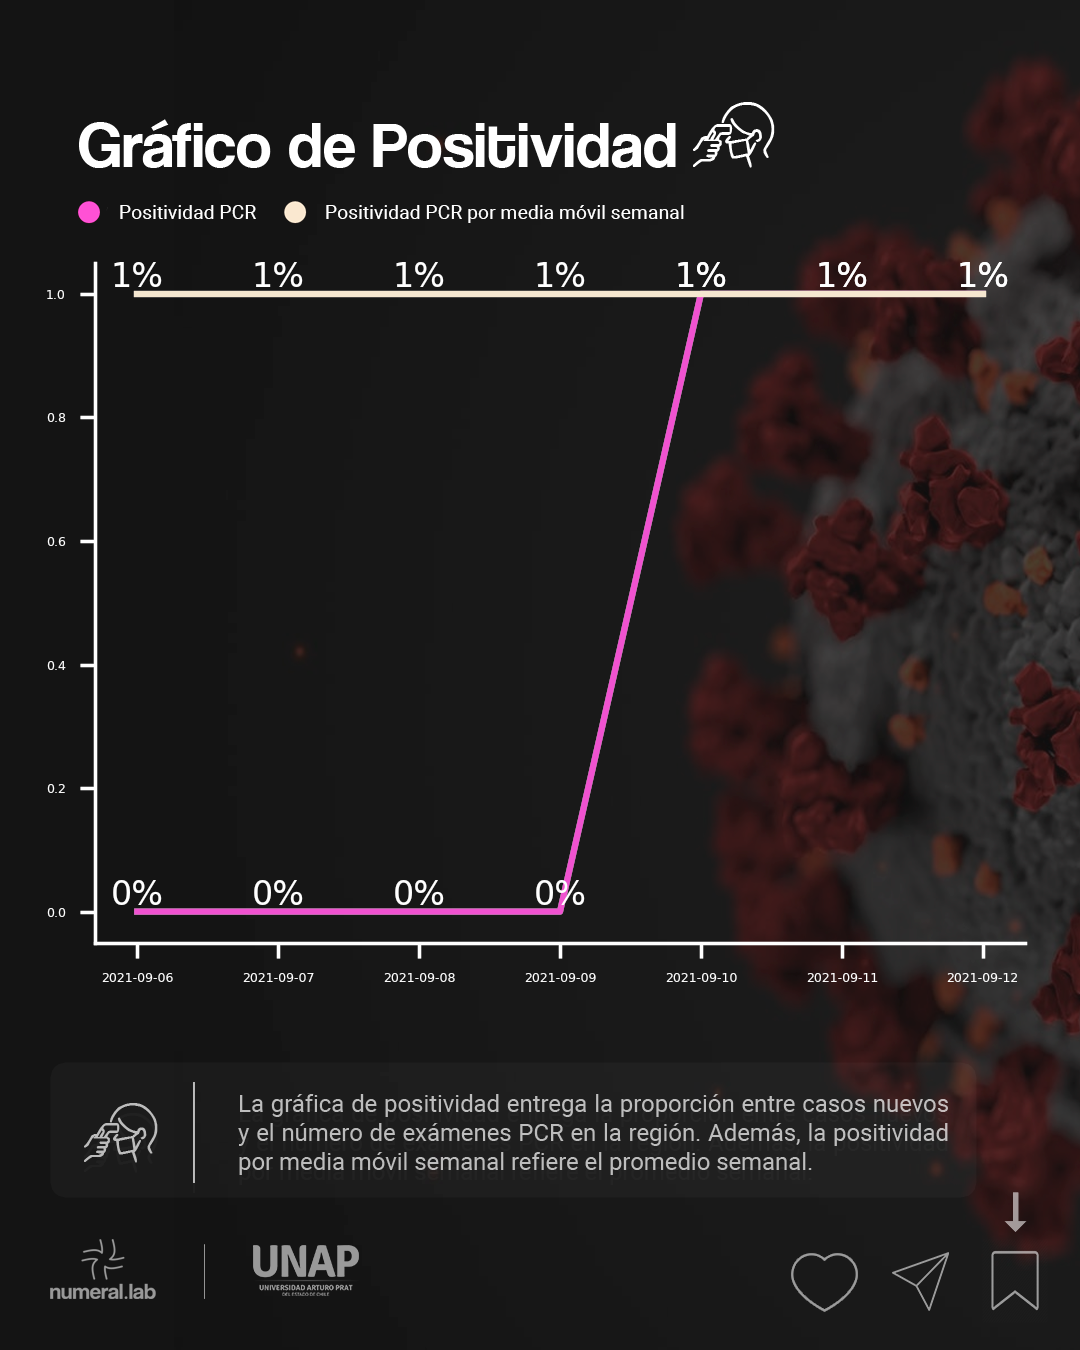 Gráfico de Positividad
Positividad PCR
Positividad PCR por media móvil semanal
1% 1% 1% 1% 1% 1% 1%
1.0
0.8
0.6
0.4
0.2
0% 0% 0% 0%
0.0
2021-09-06 2021-09-07 2021-09-08 2021-09-09 2021-09-10 2021-09-11 2021-09-12
La gráfica de positividad entrega la proporción entre casos nuevos
y el número de exámenes PCR en la región. Además, la positividad
por media móvil semanal refiere el promedio semanal.
numeral.lab
UNAP
UNIVERSIDAD ARTURO PRAT
DEL ESTADO DE CHILE